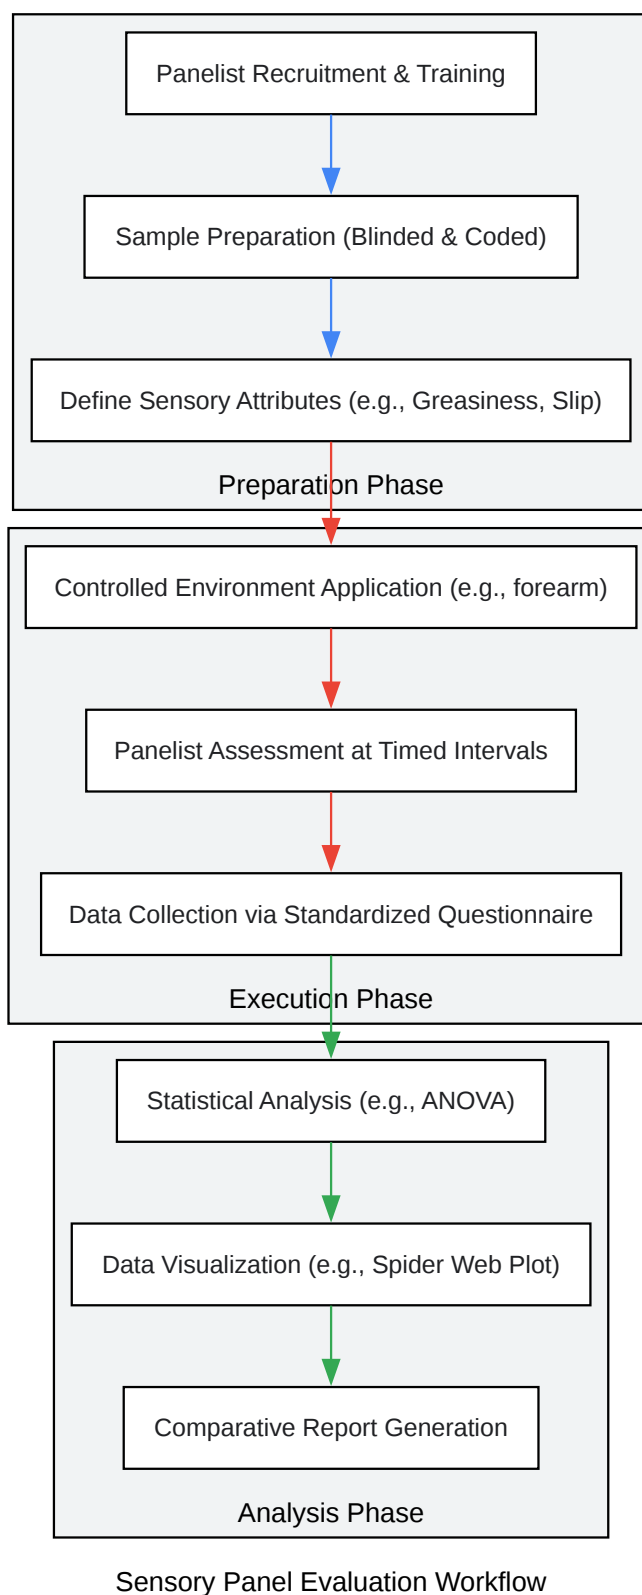 Panelist Recruitment & Training
Sample Preparation (Blinded & Coded)
Define Sensory Attributes (e.g., Greasiness, Slip)
Preparation Phase
Controlled Environment Application (e.g., forearm)
Panelist Assessment at Timed Intervals
Data Collection via Standardized Questionnaire
Execution Phase
Statistical Analysis (e.g., ANOVA)
Data Visualization (e.g., Spider Web Plot)
Comparative Report Generation
Analysis Phase
Sensory Panel Evaluation Workflow